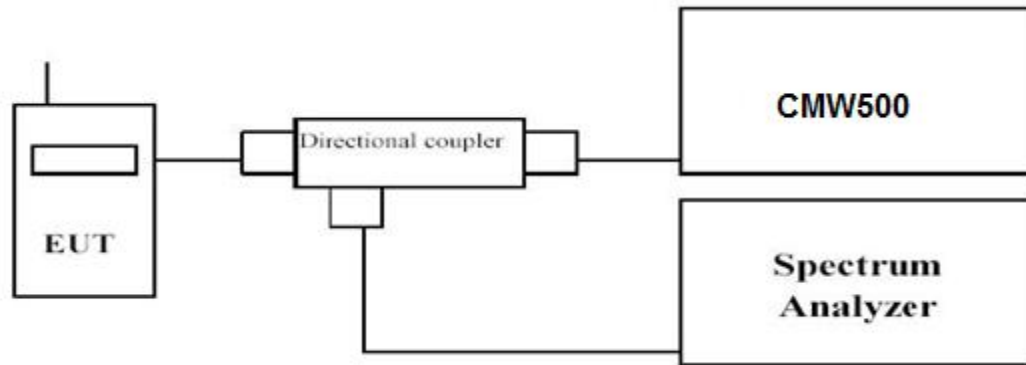 CMW500
Directional coupler
EUT
Spectrum
Analyzer